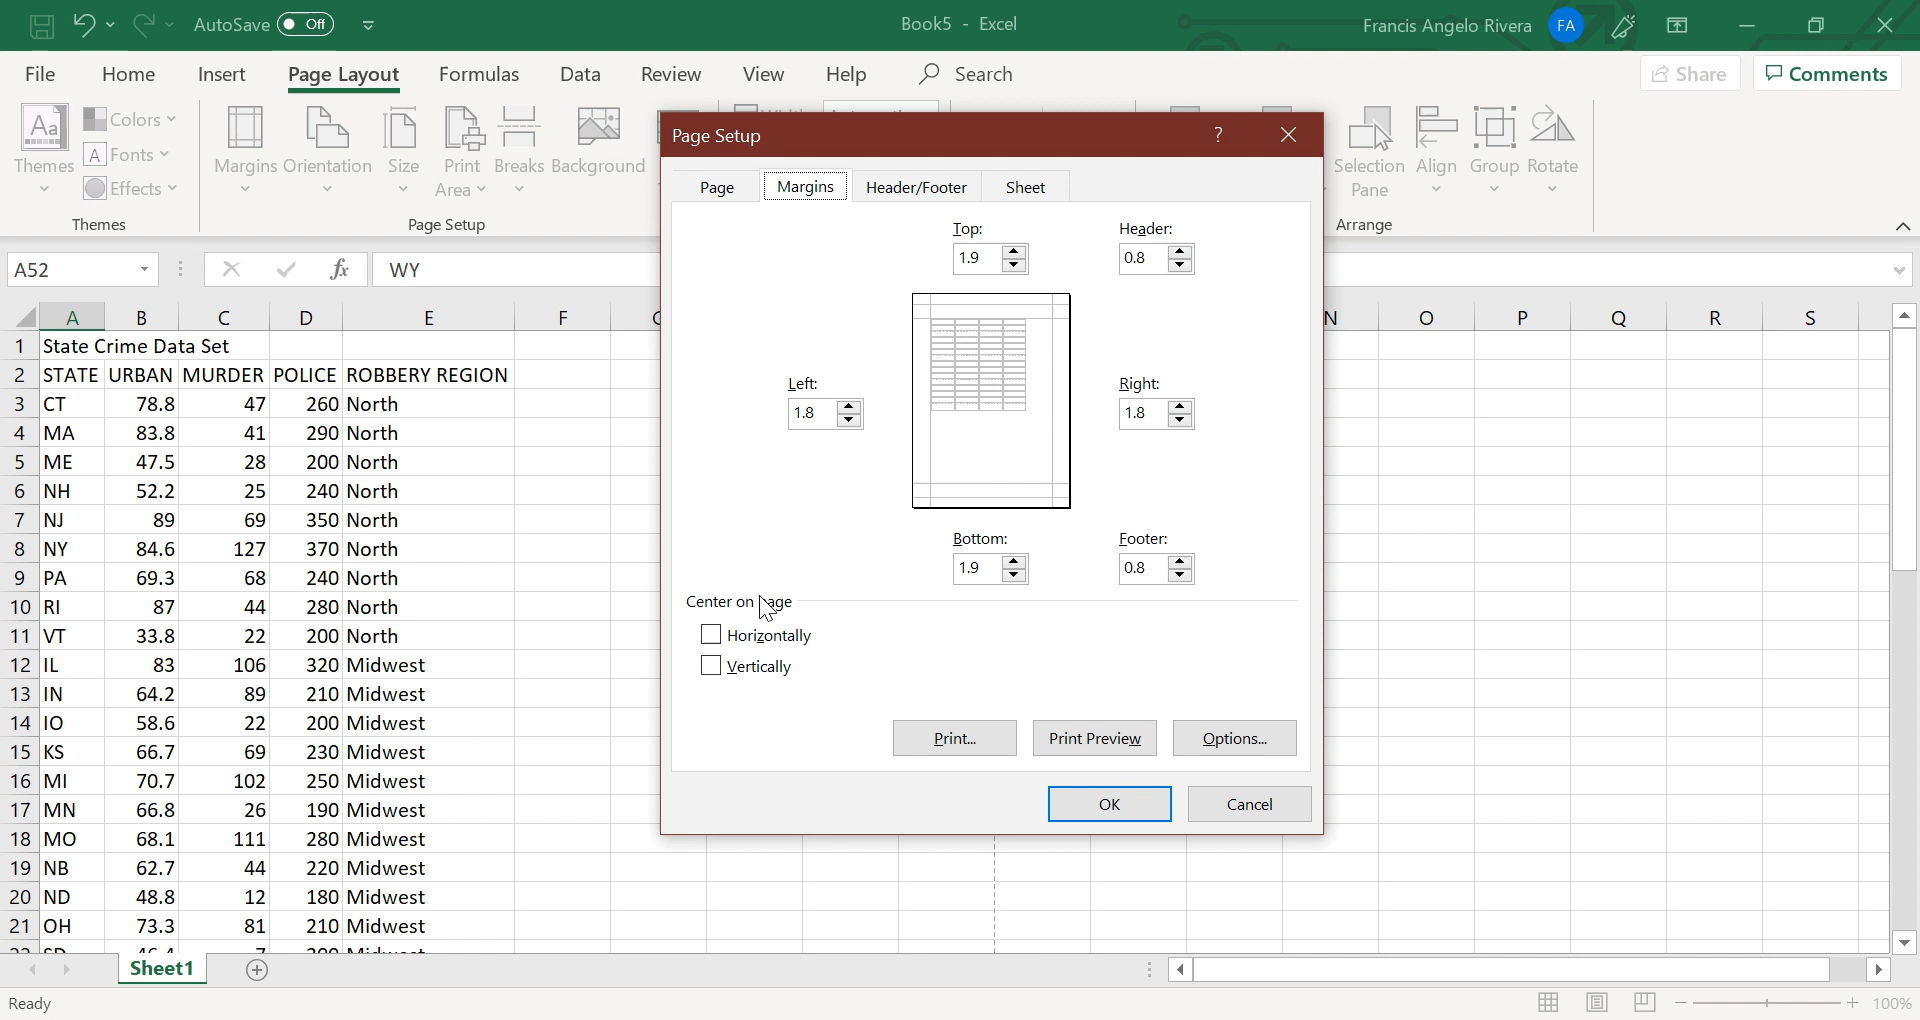 AutoSave Off Book5 - Excel Francis Angelo Rivera FA
File Home Insert Page Layout Formulas Data Review View Help Search Share Comments
Aa Colors
A Fonts
Effects
Themes
Themes
Margins Orientation Size Print Area Breaks Background
Page Setup
Selection Pane Align Group Rotate
Arrange
A52 fx WY
A B C D E F N O P Q R S
1 State Crime Data Set
2 STATE URBAN MURDER POLICE ROBBERY REGION
3 CT 78.8 47 260 North
4 MA 83.8 41 290 North
5 ME 47.5 28 200 North
6 NH 52.2 25 240 North
7 NJ 89 69 350 North
8 NY 84.6 127 370 North
9 PA 69.3 68 240 North
10 RI 87 44 280 North
11 VT 33.8 22 200 North
12 IL 83 106 320 Midwest
13 IN 64.2 89 210 Midwest
14 IO 58.6 22 200 Midwest
15 KS 66.7 69 230 Midwest
16 MI 70.7 102 250 Midwest
17 MN 66.8 26 190 Midwest
18 MO 68.1 111 280 Midwest
19 NB 62.7 44 220 Midwest
20 ND 48.8 12 180 Midwest
21 OH 73.3 81 210 Midwest
Page Setup ?
Page Margins Header/Footer Sheet
Top: Header:
1.9 0.8
Left: Right:
1.8 1.8
Bottom: Footer:
1.9 0.8
Center on page
Horizontally
Vertically
Print... Print Preview Options...
OK Cancel
Sheet1
Ready 100%